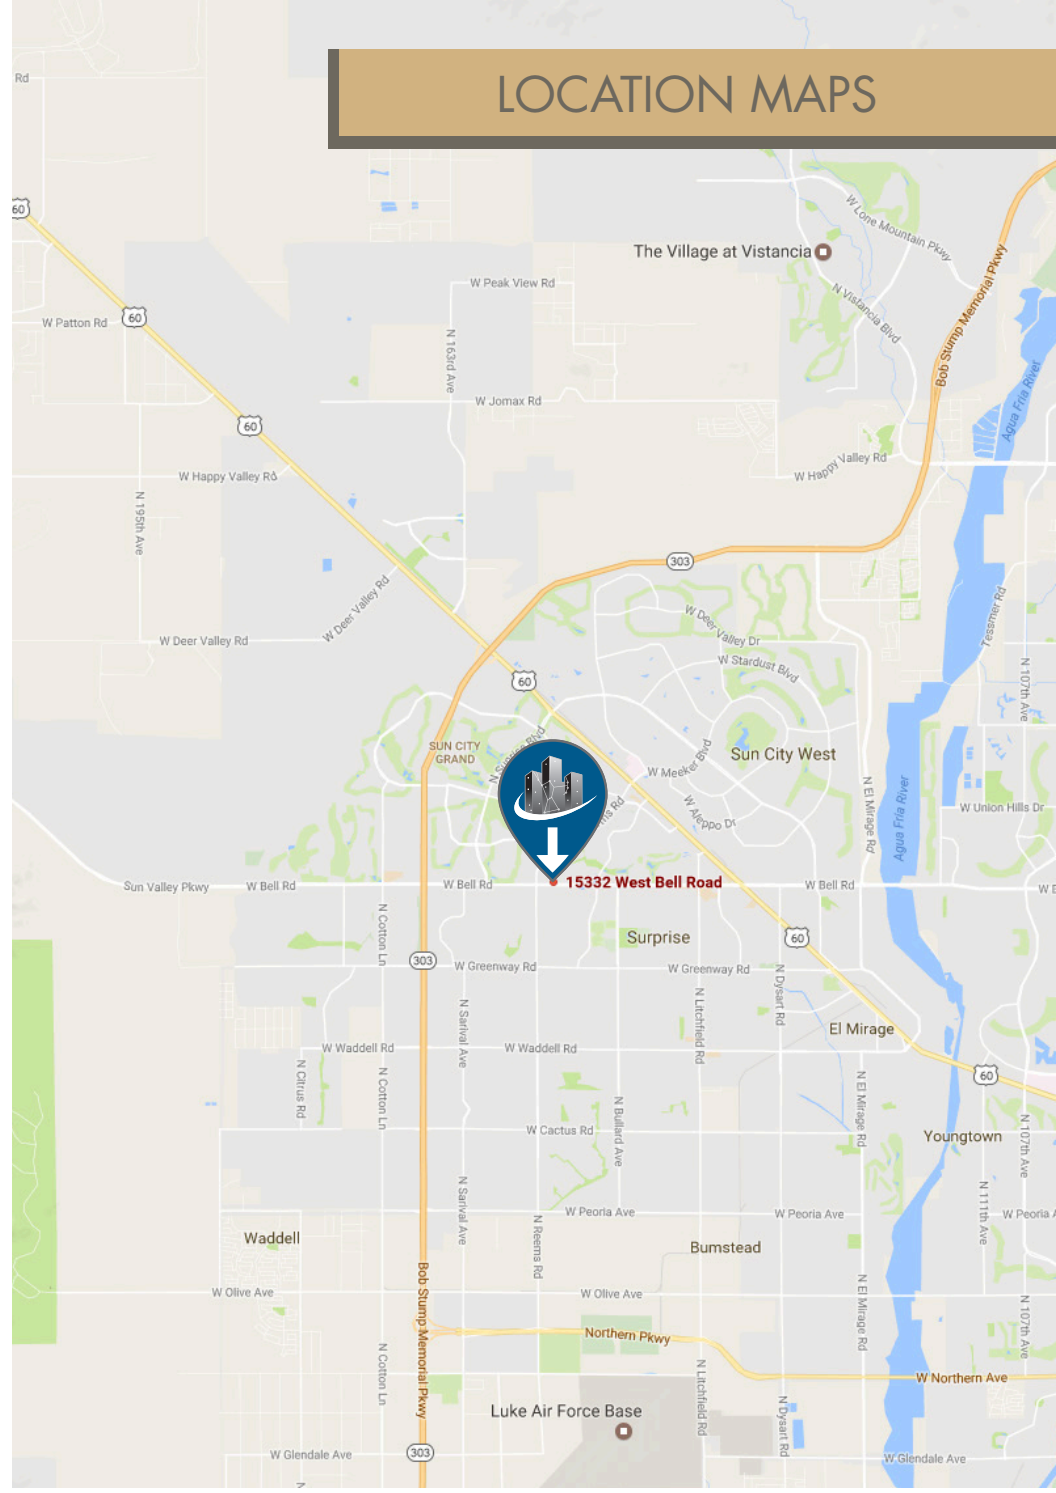 LOCATION MAPS
Rd
60
W Lone Mountain Pkwy
The Village at Vistancia
W Peak View Rd
N Vistancia Blvd
Bob Stump Memorial Pkwy
W Patton Rd
60
N 163rd Ave
Agua Fria River
W Jomax Rd
60
W Happy Valley Rd
W Happy Valley Rd
N 195th Ave
303
W Deer Valley Rd
W Deer Valley Rd
W Deer Valley Dr
Tessmer Rd
W Stardust Blvd
N 107th Ave
60
SUN CITY
GRAND
Sun City West
W Meeker Blvd
W Aleppo Dr
N El Mirage Rd
Agua Fria River
W Union Hills Dr
Sun Valley Pkwy
W Bell Rd
W Bell Rd
15332 West Bell Road
W Bell Rd
N Cotton Ln
Surprise
60
303
W Greenway Rd
W Greenway Rd
N Dysart Rd
N Sarival Ave
N Litchfield Rd
El Mirage
W Waddell Rd
W Waddell Rd
N Citrus Rd
N Cotton Ln
60
N El Mirage Rd
N Bullard Ave
W Cactus Rd
Youngtown
N 107th Ave
N Sarival Ave
N 111th Ave
W Peoria Ave
W Peoria Ave
W Peoria A
Waddell
N Reems Rd
Bumstead
Bob Stump Memorial Pkwy
W Olive Ave
W Olive Ave
N El Mirage Rd
N 107th Ave
Northern Pkwy
N Cotton Ln
N Litchfield Rd
W Northern Ave
Luke Air Force Base
N Dysart Rd
W Glendale Ave
303
W Glendale Ave
N